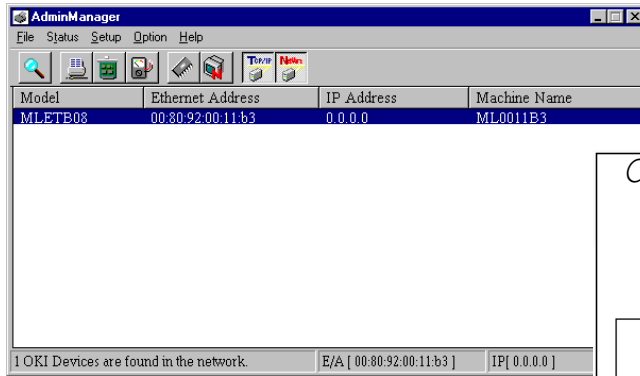 AdminManager
File Status Setup Option Help
TCP/IP
Model Ethernet Address IP Address Machine Name
MLETB08 00:80:92:00:11:b3 0.0.0.0 ML0011B3
1 OKI Devices are found in the network. E/A [ 00:80:92:00:11:b3 ] IP[ 0.0.0.0 ]